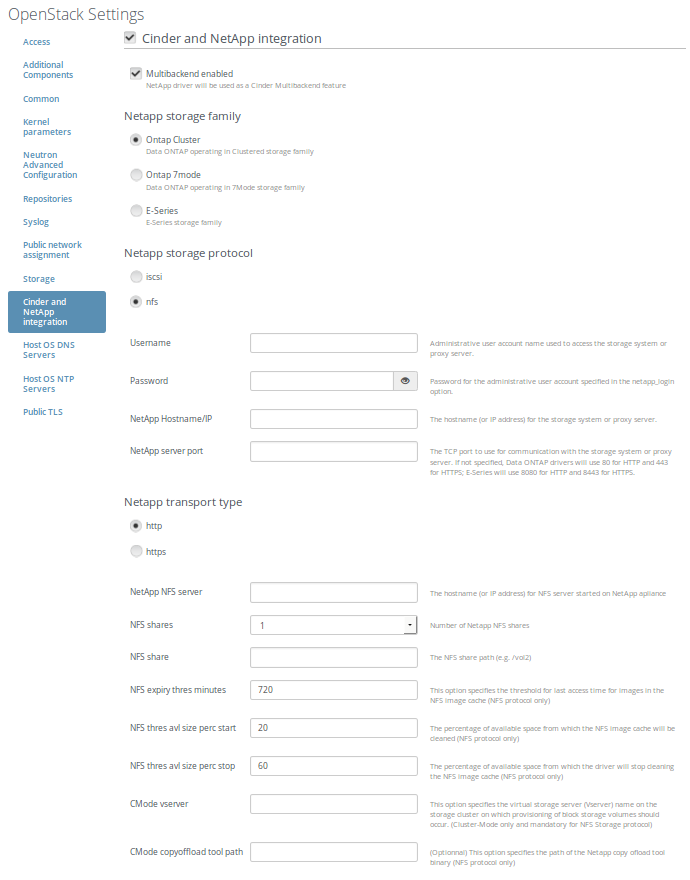 OpenStack Settings
Access
Additional
Components
Common
Kernel
parameters
Neutron
Advanced
Configuration
Repositories
Syslog
Public network
assignment
Storage
Cinder and
NetApp
integration
Host OS DNS
Servers
Host OS NTP
Servers
Public TLS
Cinder and NetApp integration
Multibackend enabled
NetApp driver will be used as a Cinder Multibackend feature
Netapp storage family
Ontap Cluster
Data ONTAP operating in Clustered storage family
Ontap 7mode
Data ONTAP operating in 7Mode storage family
E-Series
E-Series storage family
Netapp storage protocol
iscsi
nfs
Username
Administrative user account name used to access the storage system or
proxy server.
Password
Password for the administrative user account specified in the netapp_login
option.
NetApp Hostname/IP
The hostname (or IP address) for the storage system or proxy server.
NetApp server port
The TCP port to use for communication with the storage system or proxy
server. If not specified, Data ONTAP drivers will use 80 for HTTP and 443
for HTTPS; E-Series will use 8080 for HTTP and 8443 for HTTPS.
Netapp transport type
http
https
NetApp NFS server
The hostname (or IP address) for NFS server started on NetApp apliance
NFS shares
1
Number of Netapp NFS shares
NFS share
The NFS share path (e.g. /vol2)
NFS expiry thres minutes
720
This option specifies the threshold for last access time for images in the
NFS image cache (NFS protocol only)
NFS thres avl size perc start
20
The percentage of available space from which the NFS image cache will be
cleaned (NFS protocol only)
NFS thres avl size perc stop
60
The percentage of available space from which the driver will stop cleaning
the NFS image cache (NFS protocol only)
CMode vserver
This option specifies the virtual storage server (Vserver) name on the
storage cluster on which provisioning of block storage volumes should
occur. (Cluster-Mode only and mandatory for NFS Storage protocol)
CMode copyoffload tool path
(Optionnal) This option specifies the path of the Netapp copy ofload tool
binary (NFS protocol only)